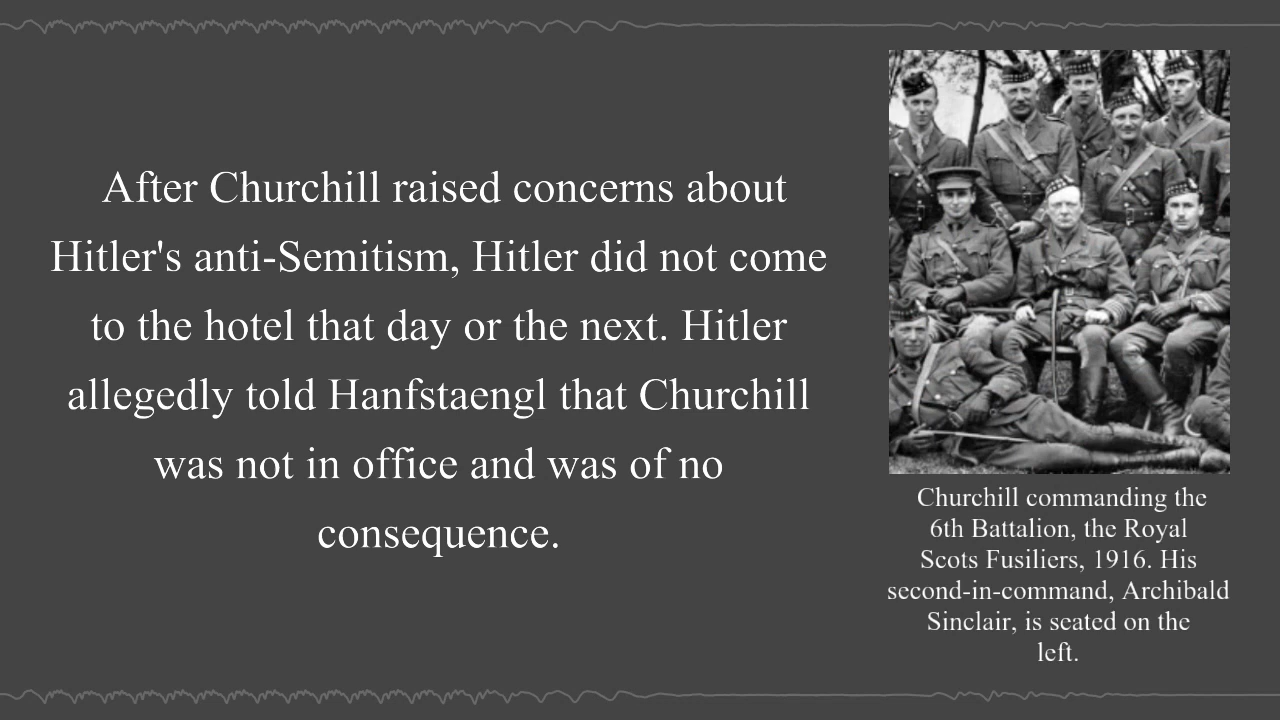 After Churchill raised concerns about
Hitler's anti-Semitism, Hitler did not come
to the hotel that day or the next. Hitler
allegedly told Hanfstaengl that Churchill
was not in office and was of no
consequence.
Churchill commanding the
6th Battalion, the Royal
Scots Fusiliers, 1916. His
second-in-command, Archibald
Sinclair, is seated on the
left.